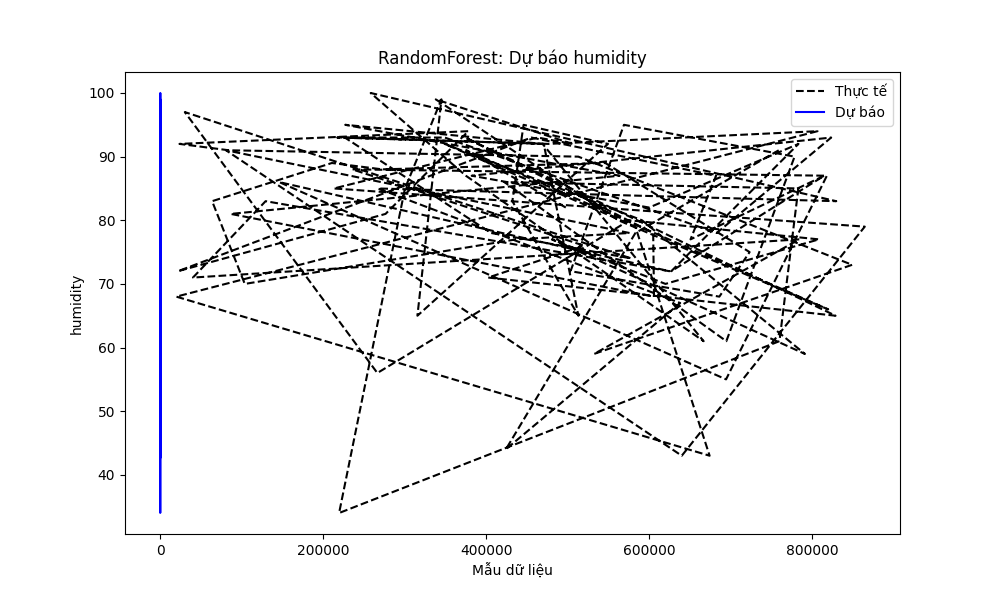 RandomForest: Dự báo humidity
Thực tế
Dự báo
humidity
100
90
80
70
60
50
40
0
200000
400000
600000
800000
Mẫu dữ liệu